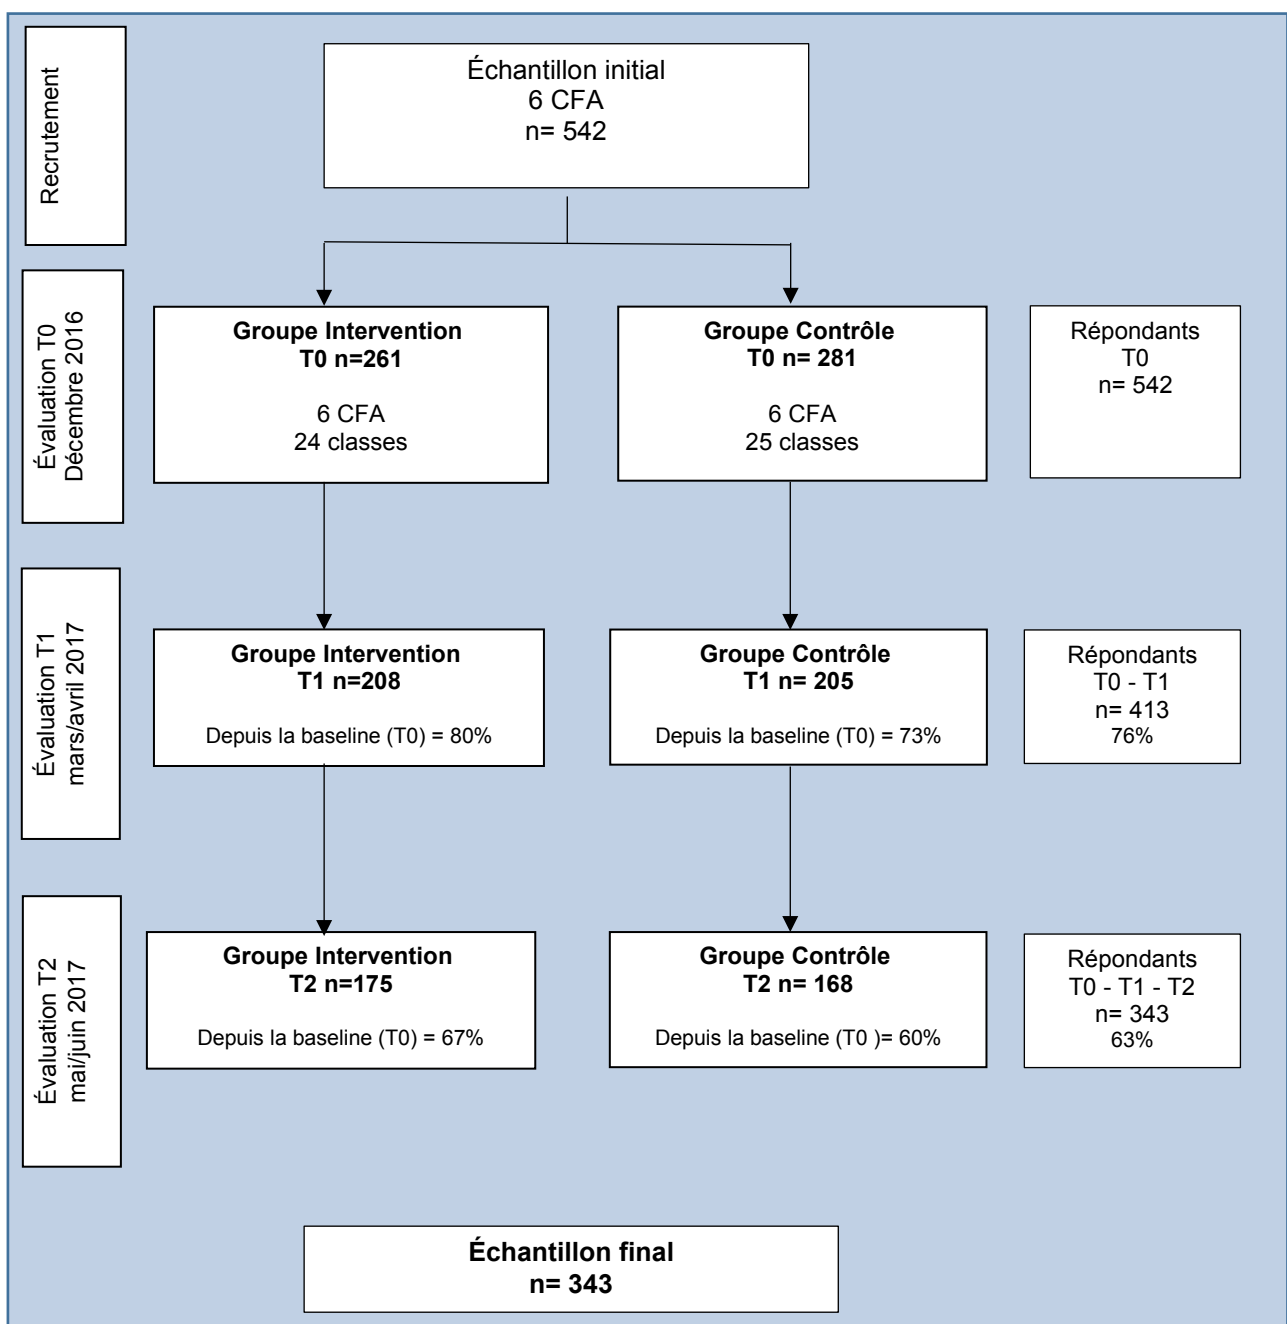 Recrutement
Échantillon initial
6 CFA
n= 542
Évaluation T0
Décembre 2016
Groupe Intervention
T0 n=261
6 CFA
24 classes
Groupe Contrôle
T0 n= 281
6 CFA
25 classes
Répondants
T0
n= 542
Évaluation T1
mars/avril 2017
Groupe Intervention
T1 n=208
Depuis la baseline (T0) = 80%
Groupe Contrôle
T1 n= 205
Depuis la baseline (T0) = 73%
Répondants
T0 - T1
n= 413
76%
Évaluation T2
mai/juin 2017
Groupe Intervention
T2 n=175
Depuis la baseline (T0) = 67%
Groupe Contrôle
T2 n= 168
Depuis la baseline (T0 )= 60%
Répondants
T0 - T1 - T2
n= 343
63%
Échantillon final
n= 343